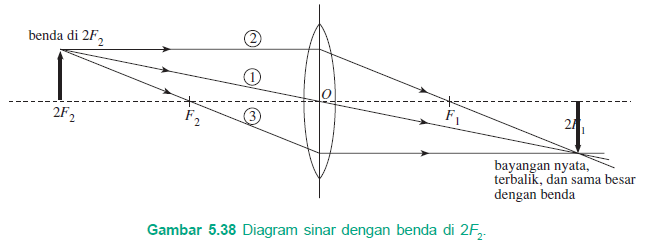 benda di 2F₂
②
①
O
2F₂
F₂
③
F₁
2F₁
bayangan nyata,
terbalik, dan sama besar
dengan benda
Gambar 5.38 Diagram sinar dengan benda di 2F₂.